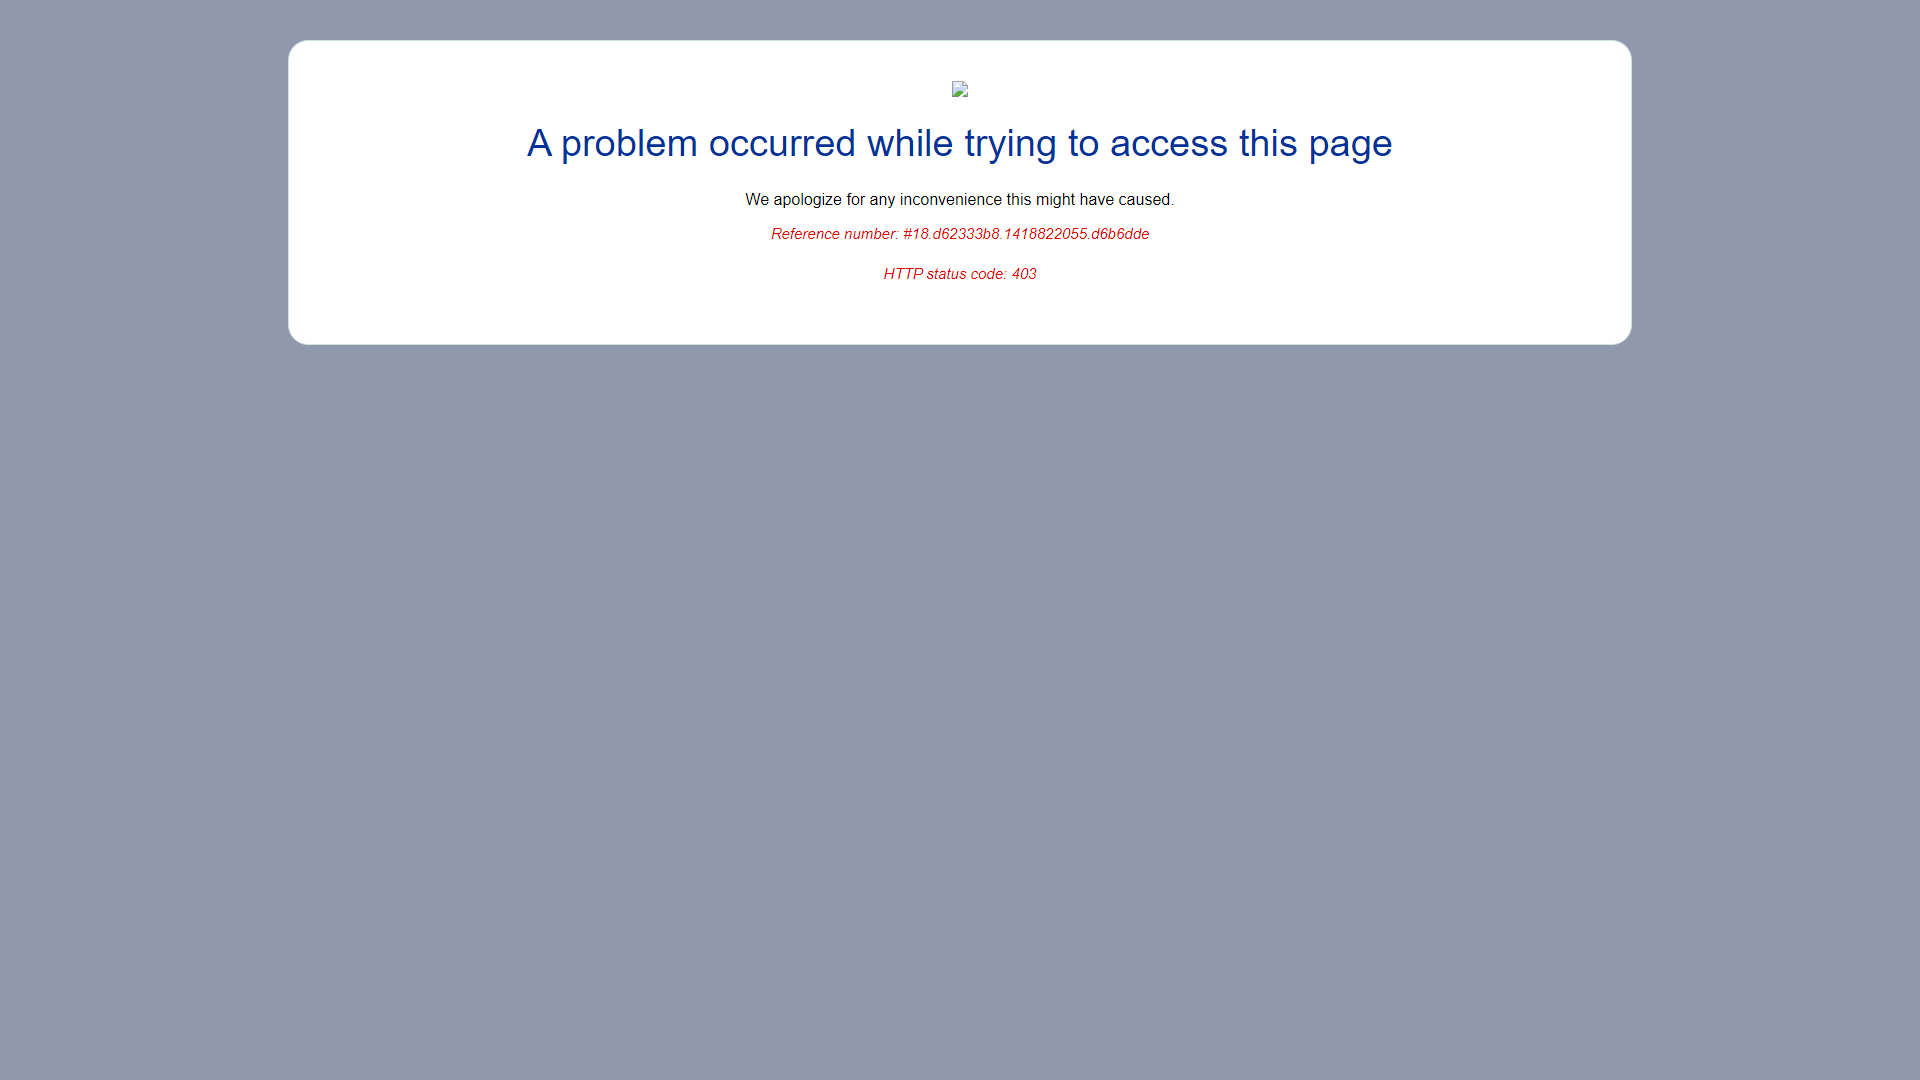 A problem occurred while trying to access this page
We apologize for any inconvenience this might have caused.
Reference number: #18.d62333b8.1418822055.d6b6dde
HTTP status code: 403